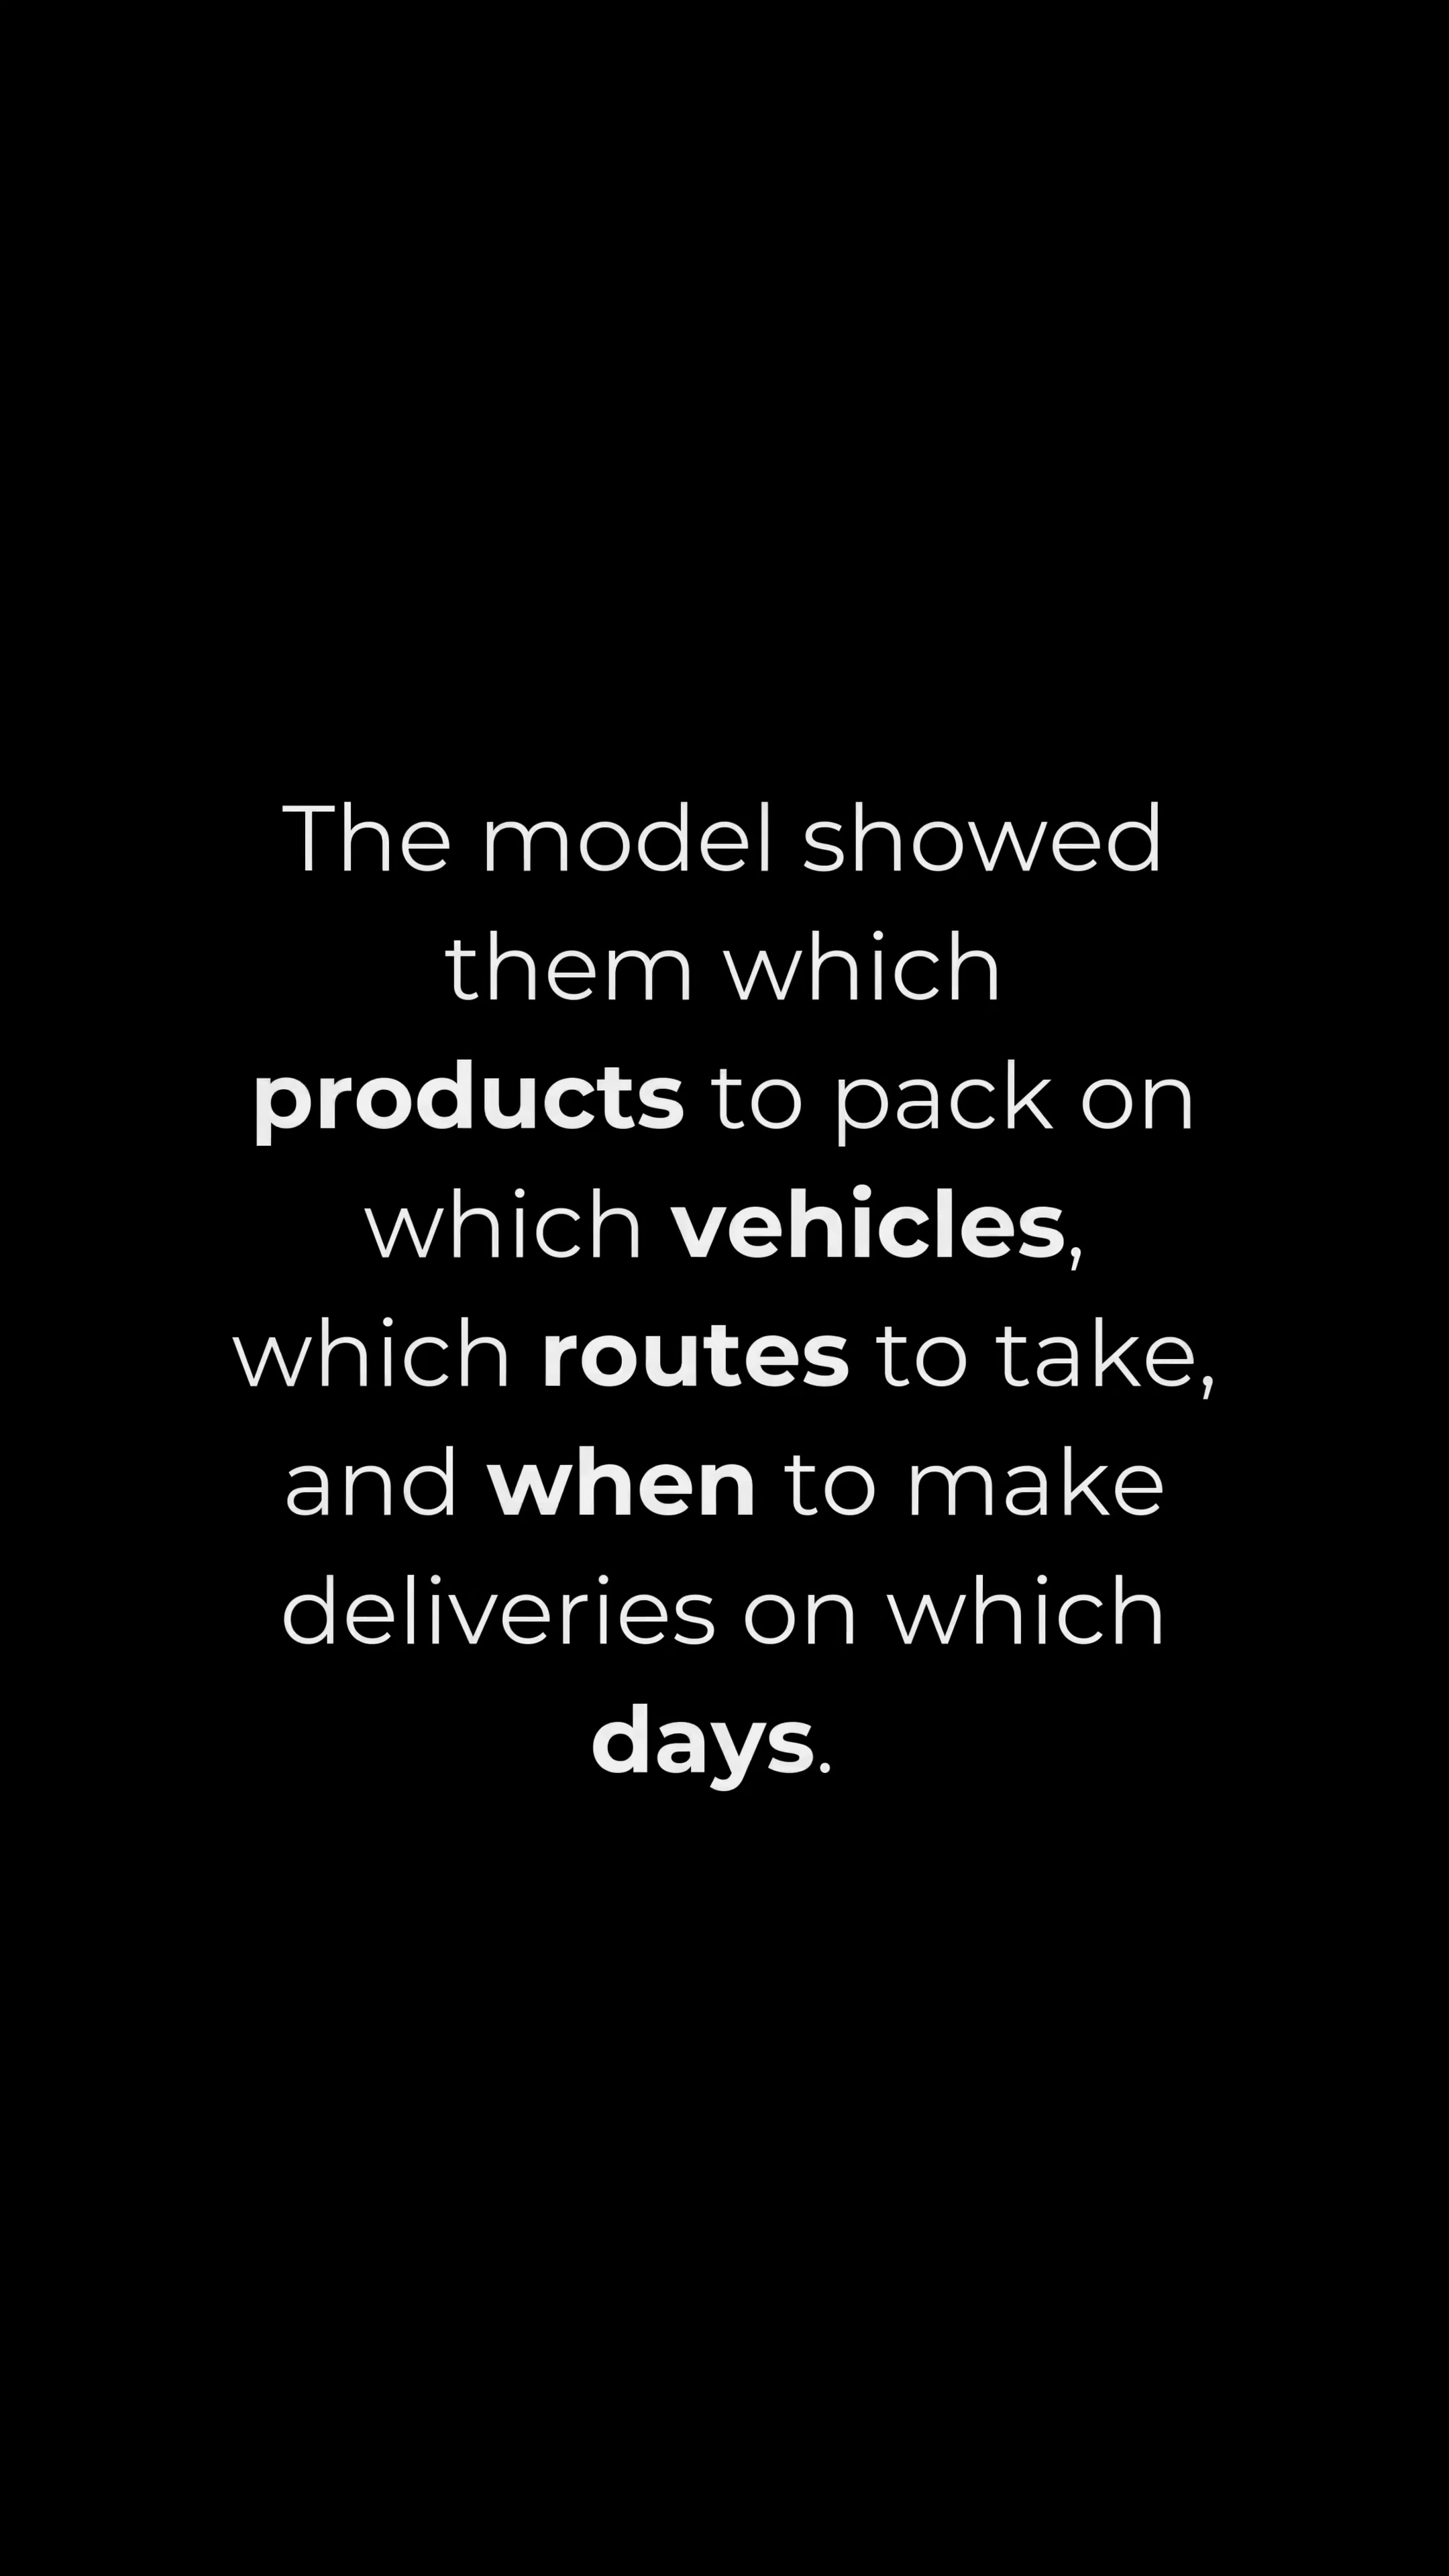 The model showed
them which
products to pack on
which vehicles,
which routes to take,
and when to make
deliveries on which
days.